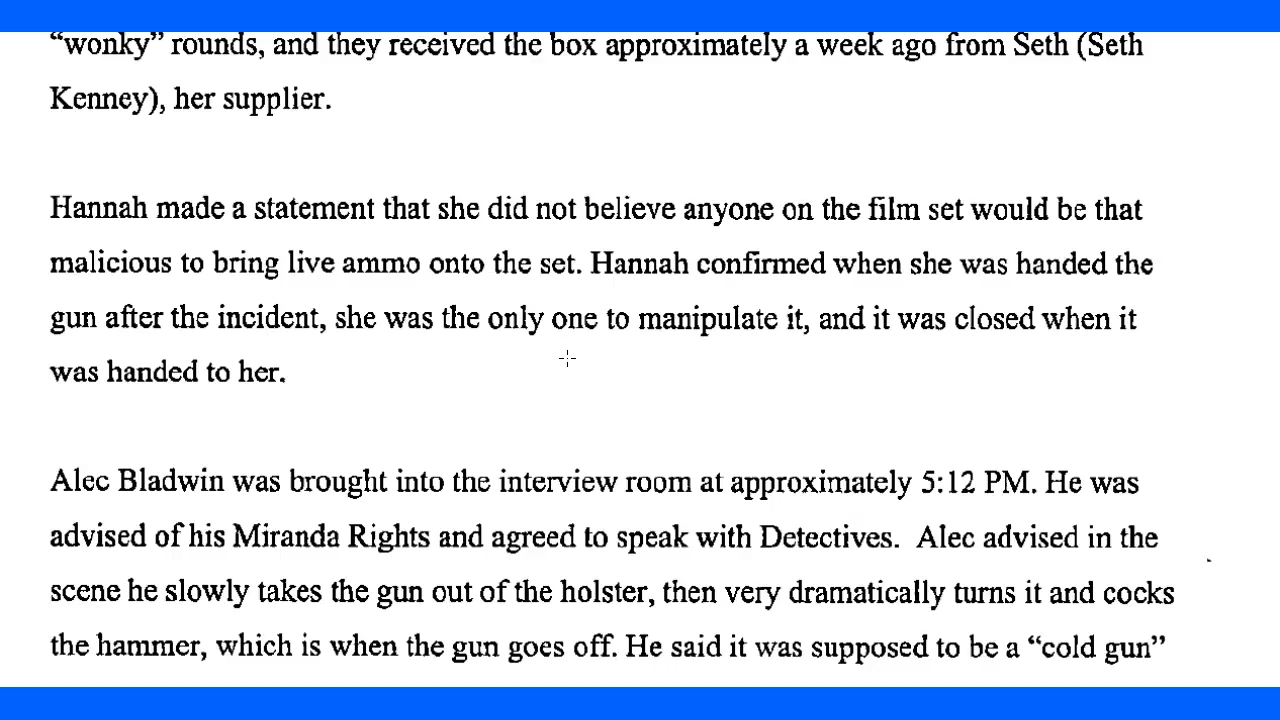 “wonky” rounds, and they received the box approximately a week ago from Seth (Seth
Kenney), her supplier.
Hannah made a statement that she did not believe anyone on the film set would be that
malicious to bring live ammo onto the set. Hannah confirmed when she was handed the
gun after the incident, she was the only one to manipulate it, and it was closed when it
was handed to her.
Alec Bladwin was brought into the interview room at approximately 5:12 PM. He was
advised of his Miranda Rights and agreed to speak with Detectives.  Alec advised in the
scene he slowly takes the gun out of the holster, then very dramatically turns it and cocks
the hammer, which is when the gun goes off. He said it was supposed to be a “cold gun”